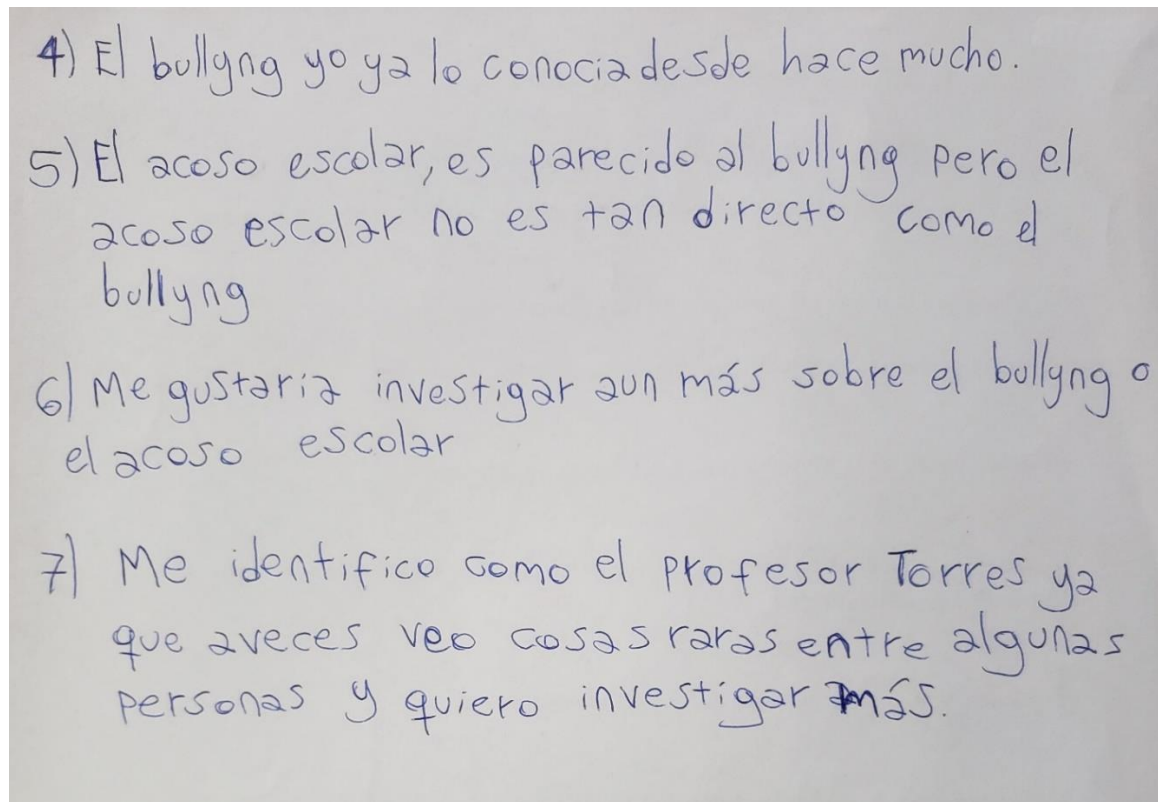 4) El bullyng yo ya lo conocia desde hace mucho.
5) El acoso escolar, es parecido al bullyng pero el
acoso escolar no es tan directo como el
bullyng
6) Me gustaria investigar aun más sobre el bullyng o
el acoso escolar
7) Me identifico como el profesor Torres ya
que aveces veo cosas raras entre algunas
personas y quiero investigar más.